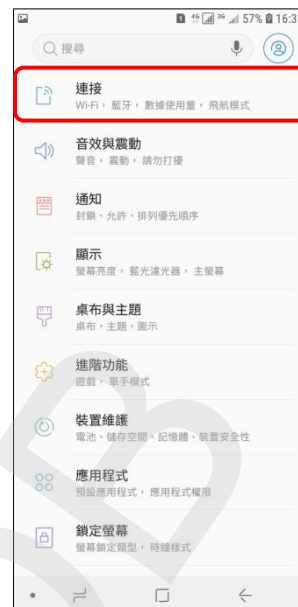 57% 16:3
搜尋
連接
Wi-Fi, 藍牙, 數據使用量, 飛航模式
音效與震動
聲音, 震動, 請勿打擾
通知
封鎖、允許、排列優先順序
顯示
螢幕亮度, 藍光濾光器, 主螢幕
桌布與主題
桌布, 主題, 圖示
進階功能
遊戲, 單手模式
裝置維護
電池、儲存空間、記憶體、裝置安全性
應用程式
預設應用程式, 應用程式權限
鎖定螢幕
螢幕鎖定類型, 時鐘樣式